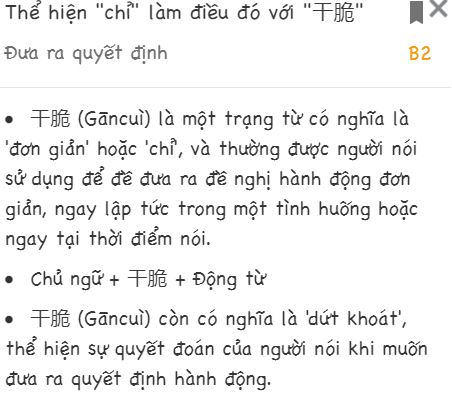 Thể hiện "chỉ" làm điều đó với "干脆"
Đưa ra quyết định B2
• 干脆 (Gāncuì) là một trạng từ có nghĩa là
'đơn giản' hoặc 'chỉ', và thường được người nói
sử dụng để đề đưa ra đề nghị hành động đơn
giản, ngay lập tức trong một tình huống hoặc
ngay tại thời điểm nói.
• Chủ ngữ + 干脆 + Động từ
• 干脆 (Gāncuì) còn có nghĩa là 'dứt khoát',
thể hiện sự quyết đoán của người nói khi muốn
đưa ra quyết định hành động.